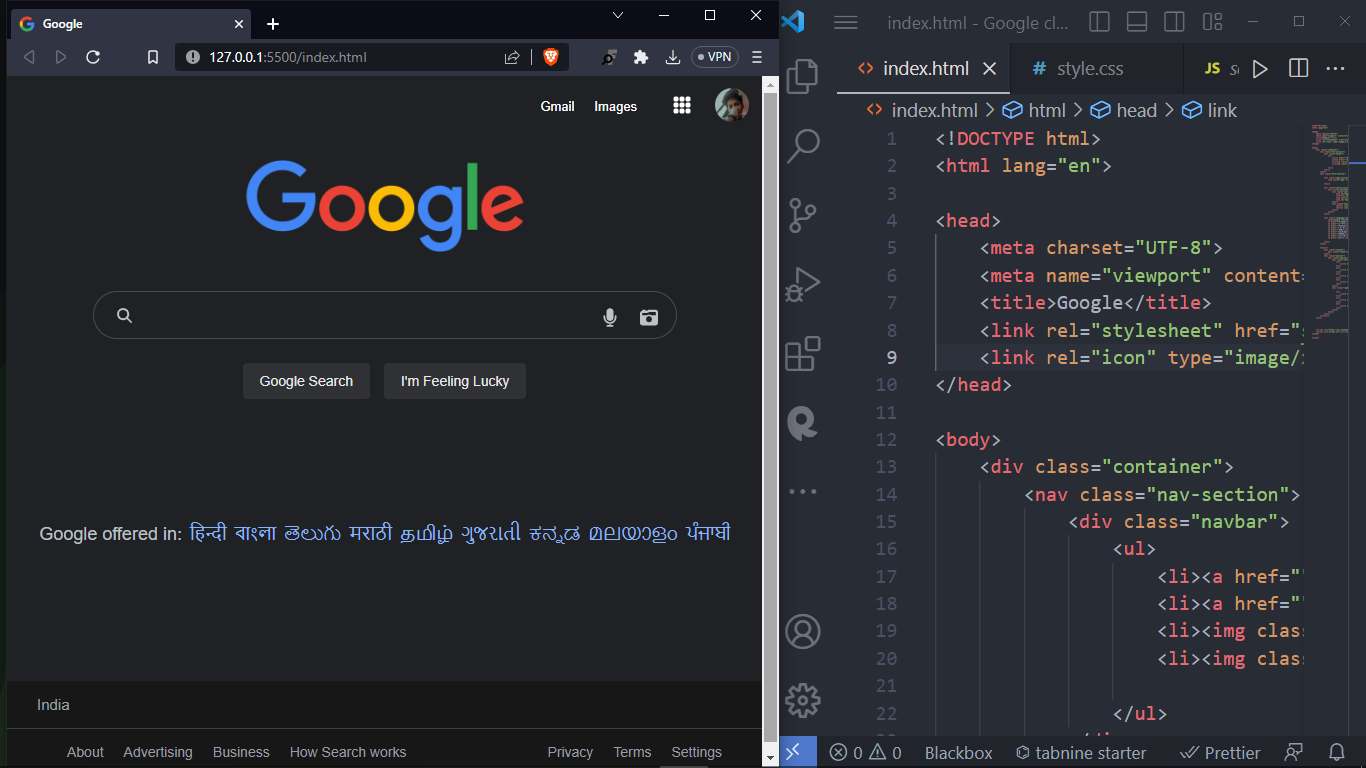 Google
127.0.0.1:5500/index.html
VPN
Gmail Images
Google
Google Search I'm Feeling Lucky
Google offered in: हिन्दी বাংলা తెలుగు मराठी தமிழ் ગુજરાતી ಕನ್ನಡ മലയാളം ਪੰਜਾਬੀ
India
About Advertising Business How Search works Privacy Terms Settings
index.html - Google cl...
index.html # style.css JS
index.html > html > head > link
1 <!DOCTYPE html>
2 <html lang="en">
3
4 <head>
5 <meta charset="UTF-8">
6 <meta name="viewport" content=
7 <title>Google</title>
8 <link rel="stylesheet" href="
9 <link rel="icon" type="image/
10 </head>
11
12 <body>
13 <div class="container">
14 <nav class="nav-section">
15 <div class="navbar">
16 <ul>
17 <li><a href="
18 <li><a href="
19 <li><img clas
20 <li><img clas
21
22 </ul>
0 0 Blackbox tabnine starter Prettier